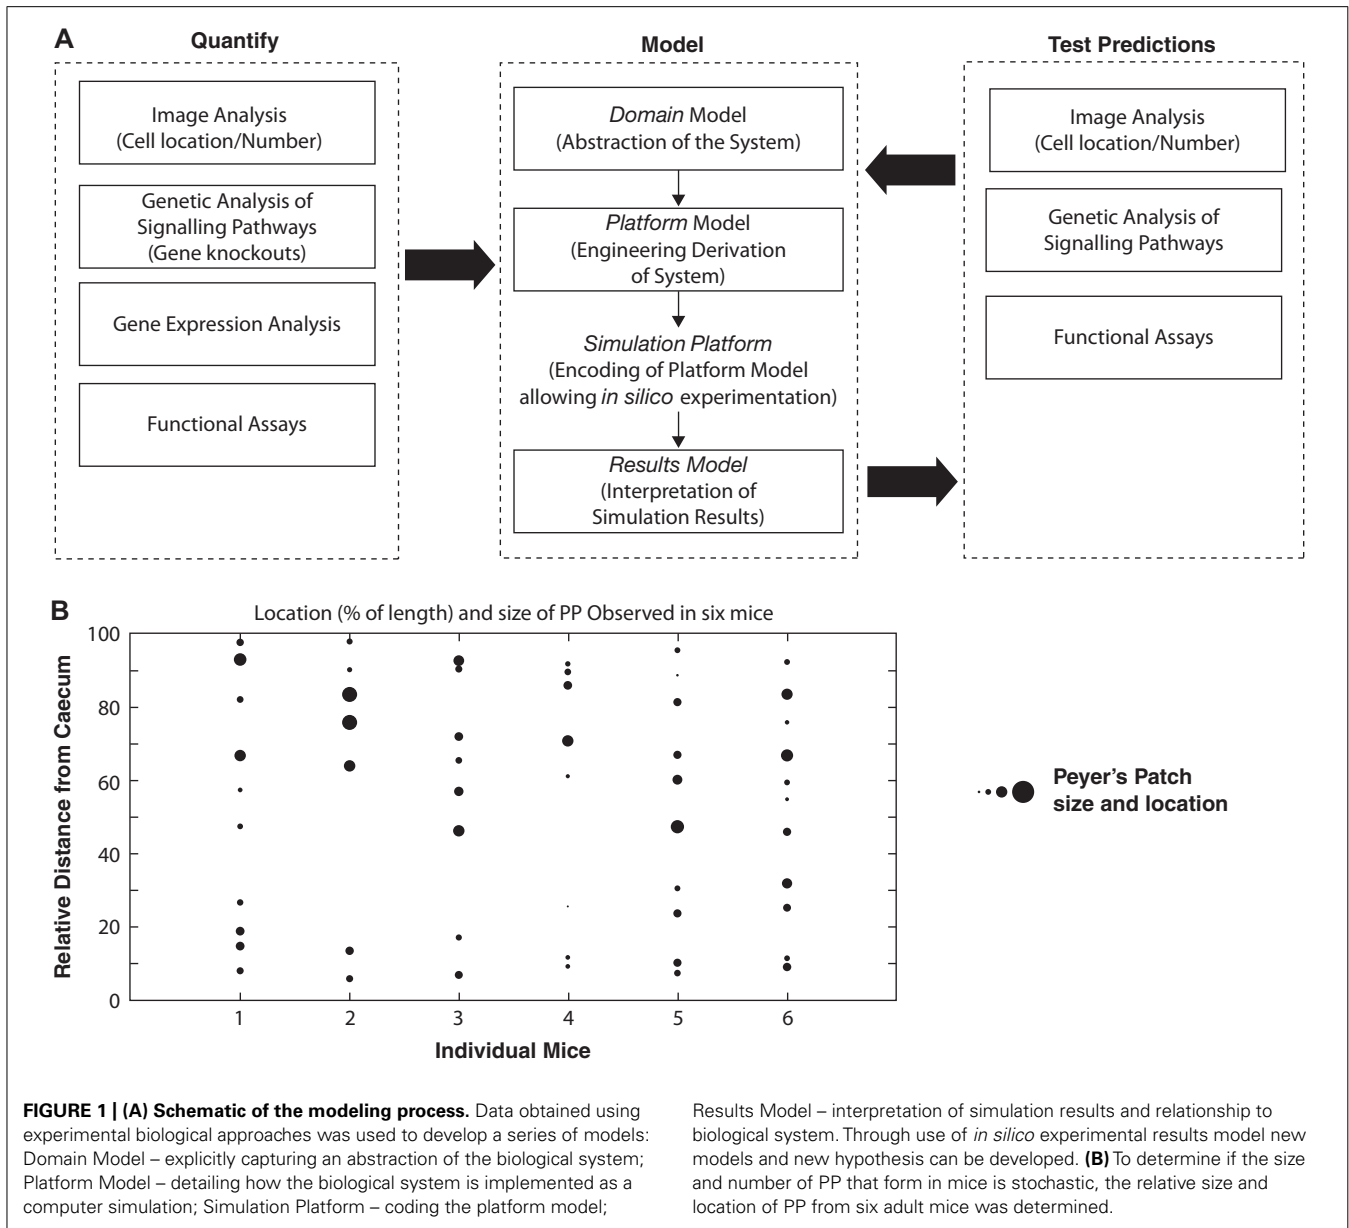 A
Quantify
Image Analysis
(Cell location/Number)
Genetic Analysis of
Signalling Pathways
(Gene knockouts)
Gene Expression Analysis
Functional Assays
Model
Domain Model
(Abstraction of the System)
Platform Model
(Engineering Derivation
of System)
Simulation Platform
(Encoding of Platform Model
allowing in silico experimentation)
Results Model
(Interpretation of
Simulation Results)
Test Predictions
Image Analysis
(Cell location/Number)
Genetic Analysis of
Signalling Pathways
Functional Assays
B
Location (% of length) and size of PP Observed in six mice
Relative Distance from Caecum
100
80
60
40
20
0
1 2 3 4 5 6
Individual Mice
Peyer's Patch
size and location
FIGURE 1 | (A) Schematic of the modeling process. Data obtained using
experimental biological approaches was used to develop a series of models:
Domain Model – explicitly capturing an abstraction of the biological system;
Platform Model – detailing how the biological system is implemented as a
computer simulation; Simulation Platform – coding the platform model;
Results Model – interpretation of simulation results and relationship to
biological system. Through use of in silico experimental results model new
models and new hypothesis can be developed. (B) To determine if the size
and number of PP that form in mice is stochastic, the relative size and
location of PP from six adult mice was determined.